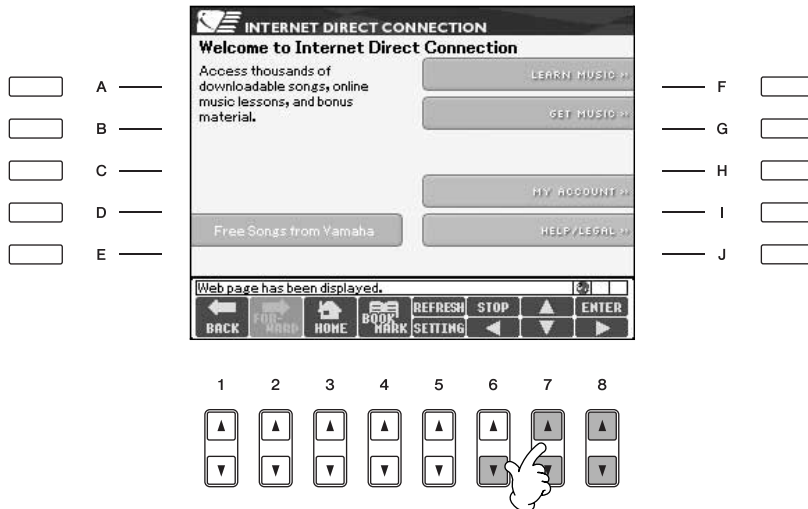 INTERNET DIRECT CONNECTION
Welcome to Internet Direct Connection
Access thousands of
downloadable songs, online
music lessons, and bonus
material.
LEARN MUSIC »
GET MUSIC »
MY ACCOUNT »
Free Songs from Yamaha
HELP/LEGAL »
A
B
C
D
E
F
G
H
I
J
Web page has been displayed.
BACK
FOR-
WARD
HOME
BOOK
MARK
REFRESH
SETTING
STOP
ENTER
1 2 3 4 5 6 7 8